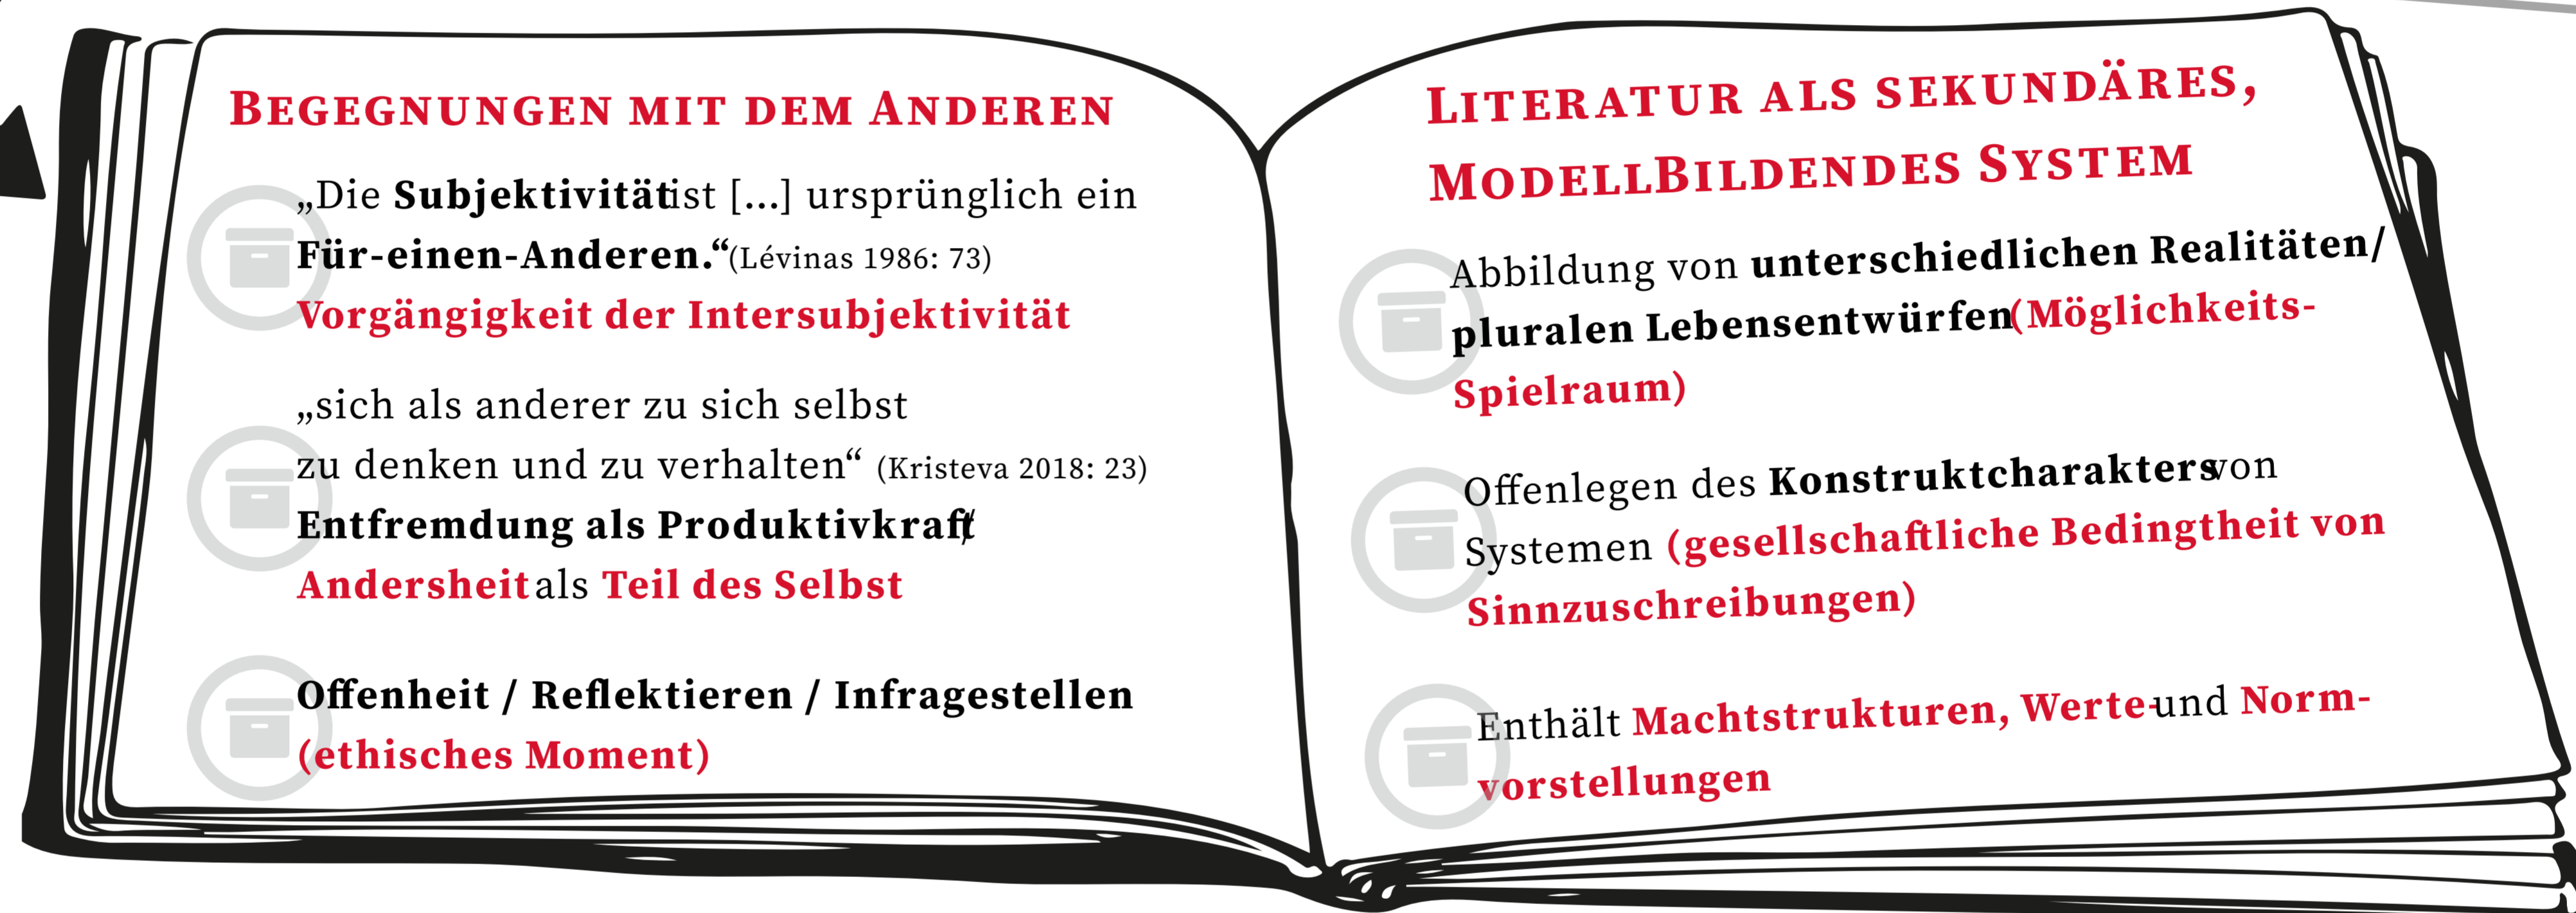 Begegnungen mit dem Anderen
„Die Subjektivität ist [...] ursprünglich ein
Für-einen-Anderen.“ (Lévinas 1986: 73)
Vorgängigkeit der Intersubjektivität
„sich als anderer zu sich selbst
zu denken und zu verhalten“ (Kristeva 2018: 23)
Entfremdung als Produktivkraft/
Andersheit als Teil des Selbst
Offenheit / Reflektieren / Infragestellen
(ethisches Moment)
Literatur als sekundäres,
ModellBildendes System
Abbildung von unterschiedlichen Realitäten/
pluralen Lebensentwürfen (Möglichkeits-
Spielraum)
Offenlegen des Konstruktcharakters von
Systemen (gesellschaftliche Bedingtheit von
Sinnzuschreibungen)
Enthält Machtstrukturen, Werte- und Norm-
vorstellungen